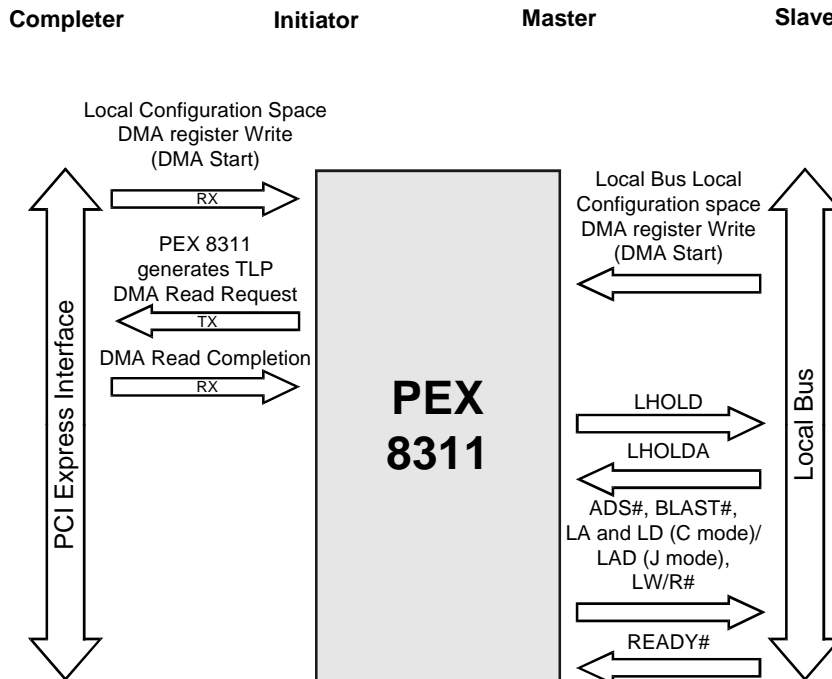 Completer Initiator Master Slave
Local Configuration Space
DMA register Write
(DMA Start)
RX
PEX 8311
generates TLP
DMA Read Request
TX
DMA Read Completion
RX
PCI Express Interface
PEX
8311
Local Bus Local
Configuration space
DMA register Write
(DMA Start)
LHOLD
LHOLDA
ADS#, BLAST#,
LA and LD (C mode)/
LAD (J mode),
LW/R#
READY#
Local Bus